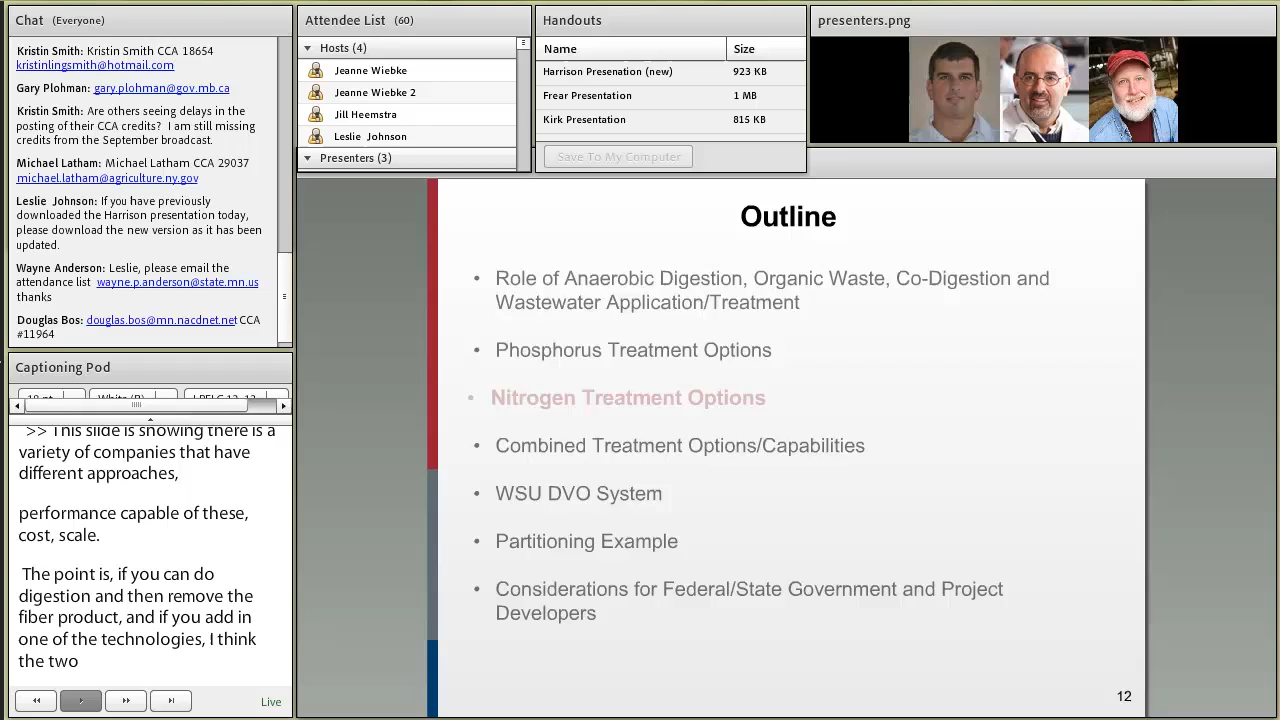 Chat (Everyone)
Kristin Smith: Kristin Smith CCA 18654
kristinlingsmith@hotmail.com
Gary Plohman: gary.plohman@gov.mb.ca
Kristin Smith: Are others seeing delays in the
posting of their CCA credits? I am still missing
credits from the September broadcast.
Michael Latham: Michael Latham CCA 29037
michael.latham@agriculture.ny.gov
Leslie Johnson: If you have previously
downloaded the Harrison presentation today,
please download the new version as it has been
updated.
Wayne Anderson: Leslie, please email the
attendance list wayne.p.anderson@state.mn.us
thanks
Douglas Bos: douglas.bos@mn.nacdnet.net CCA
#11964
Captioning Pod
>> This slide is showing there is a
variety of companies that have
different approaches,
performance capable of these,
cost, scale.
The point is, if you can do
digestion and then remove the
fiber product, and if you add in
one of the technologies, I think
the two
Live
Attendee List (60)
Hosts (4)
Jeanne Wiebke
Jeanne Wiebke 2
Jill Heemstra
Leslie Johnson
Presenters (3)
Handouts
Name Size
Harrison Presenation (new) 923 KB
Frear Presentation 1 MB
Kirk Presentation 815 KB
Save To My Computer
presenters.png
Outline
• Role of Anaerobic Digestion, Organic Waste, Co-Digestion and
Wastewater Application/Treatment
• Phosphorus Treatment Options
• Nitrogen Treatment Options
• Combined Treatment Options/Capabilities
• WSU DVO System
• Partitioning Example
• Considerations for Federal/State Government and Project
Developers
12